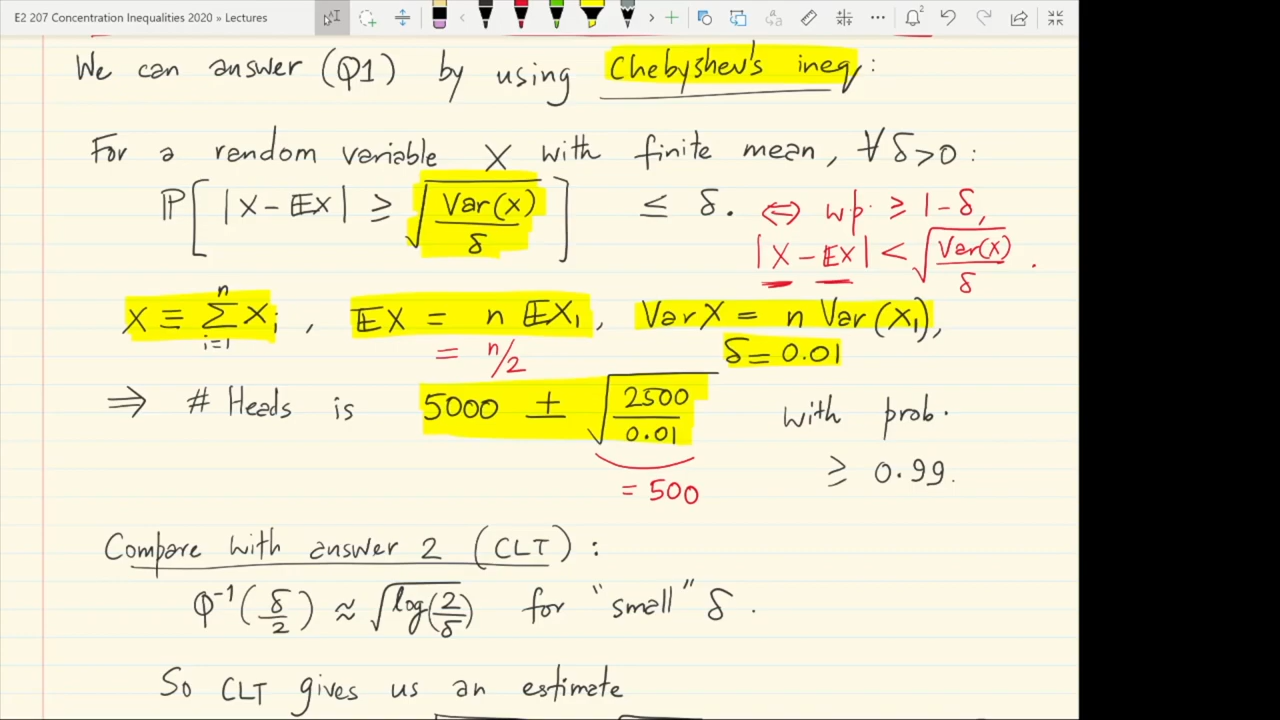 E2 207 Concentration Inequalities 2020 » Lectures
We can answer (Q1) by using Chebyshev's ineq:
For a random variable X with finite mean, ∀ δ>0:
ℙ[ |X - 𝔼X| ≥ √(Var(X)/δ) ] ≤ δ. ⇔ wp. ≥ 1-δ,
|X - 𝔼X| < √(Var(X)/δ).
X ≡ ∑_{i=1}^{n} X_i, 𝔼X = n 𝔼X_1, Var X = n Var(X_1),
= n/2 δ = 0.01
⇒ # Heads is 5000 ± √(2500/0.01) with prob.
= 500 ≥ 0.99.
Compare with answer 2 (CLT):
Φ^{-1}(δ/2) ≈ √log(2/δ) for "small" δ.
So CLT gives us an estimate